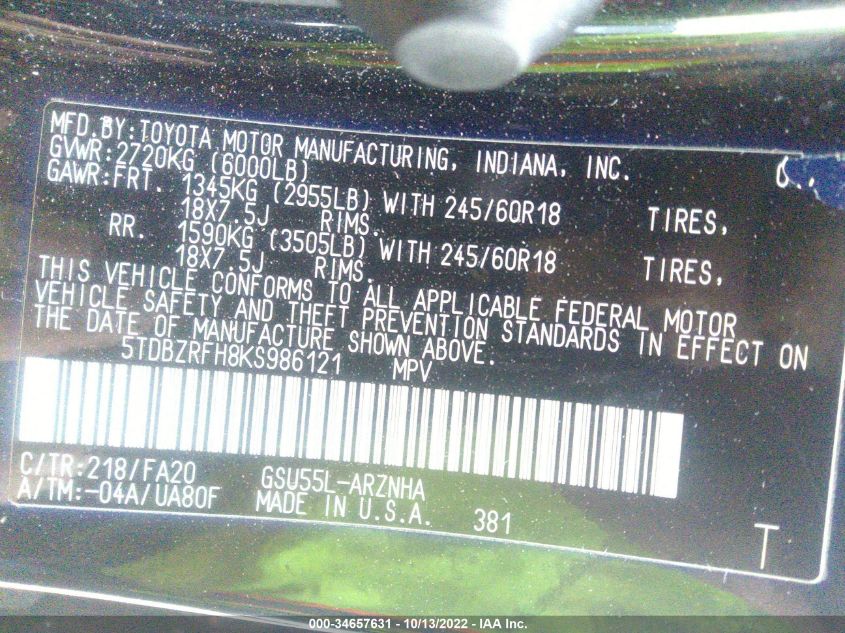 MFD.BY:TOYOTA MOTOR MANUFACTURING, INDIANA, INC.
GVWR:2720KG (6000LB)
GAWR:FRT. 1345KG (2955LB) WITH 245/60R18 TIRES,
18X7.5J RIMS.
RR. 1590KG (3505LB) WITH 245/60R18 TIRES,
18X7.5J RIMS.
THIS VEHICLE CONFORMS TO ALL APPLICABLE FEDERAL MOTOR
VEHICLE SAFETY AND THEFT PREVENTION STANDARDS IN EFFECT ON
THE DATE OF MANUFACTURE SHOWN ABOVE.
5TDBZRFH8KS986121 MPV
C/TR:218/FA20 GSU55L-ARZNHA
A/TM:-04A/UA80F MADE IN U.S.A. 381
T
000-34657631 - 10/13/2022 - IAA Inc.